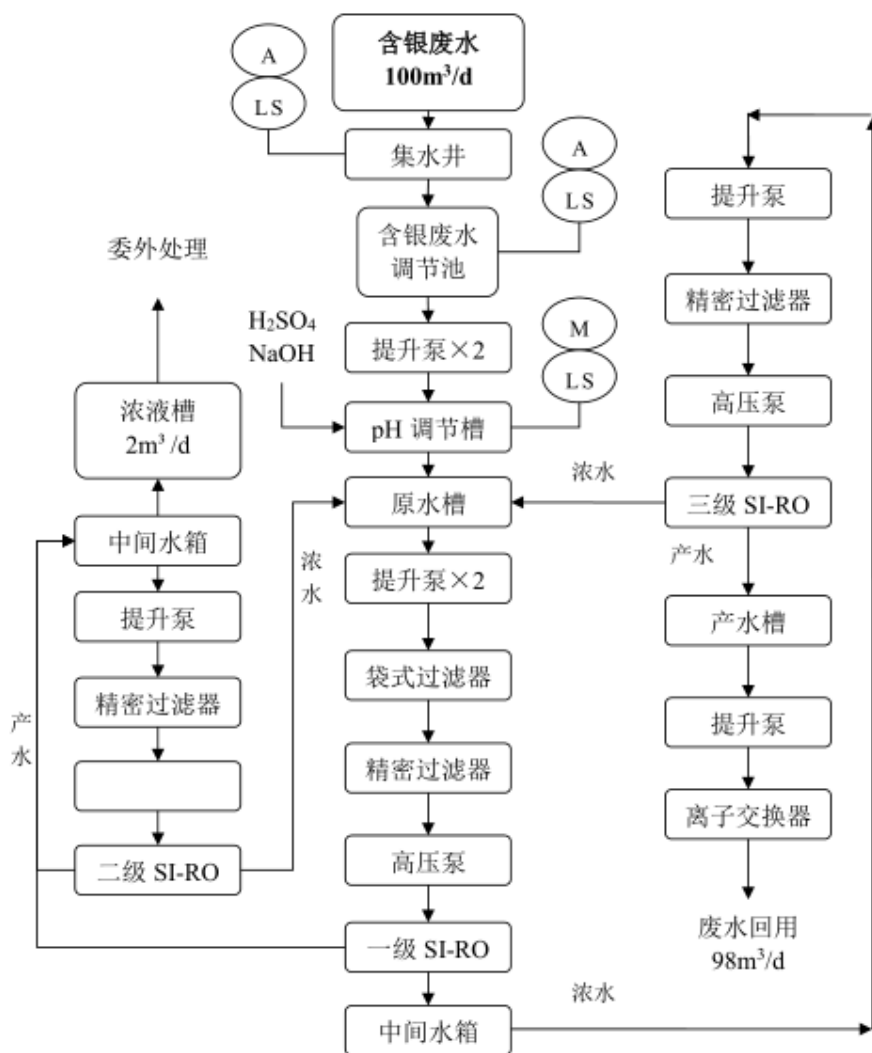 含银废水
100m³/d
A
LS
集水井
A
LS
含银废水
调节池
提升泵×2
H₂SO₄
NaOH
M
LS
pH 调节槽
原水槽
提升泵×2
袋式过滤器
精密过滤器
高压泵
一级 SI-RO
中间水箱
浓水
委外处理
浓液槽
2m³ /d
中间水箱
提升泵
精密过滤器
二级 SI-RO
产
水
浓
水
提升泵
精密过滤器
高压泵
三级 SI-RO
浓水
产水
产水槽
提升泵
离子交换器
废水回用
98m³/d